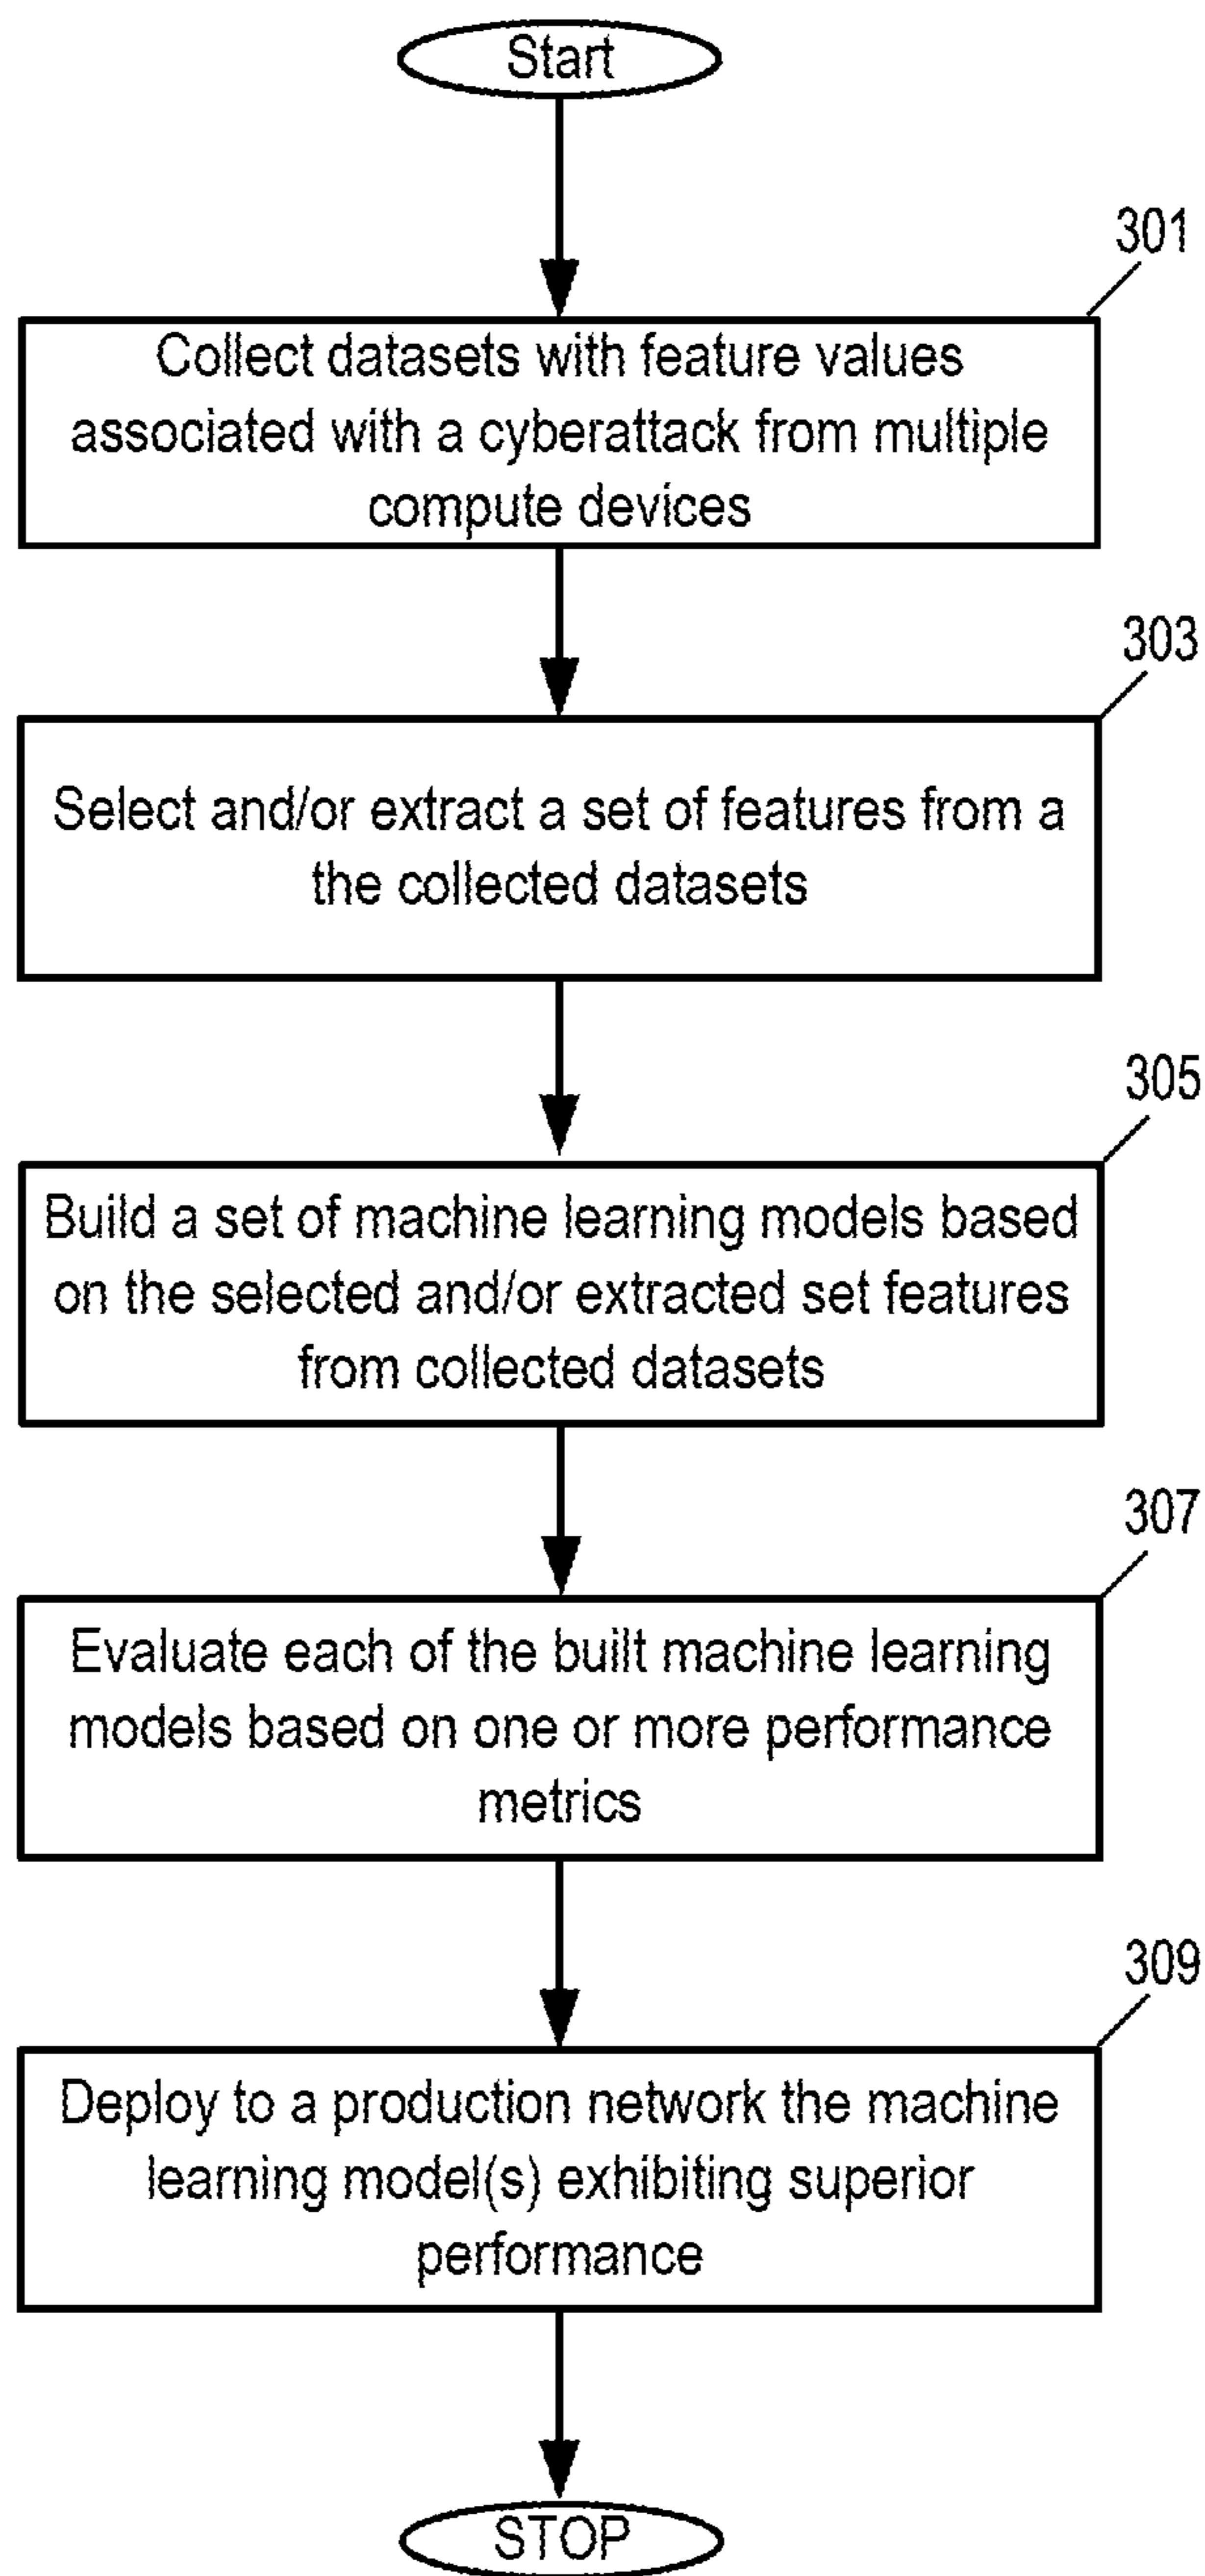 Start
301
Collect datasets with feature values
associated with a cyberattack from multiple
compute devices
303
Select and/or extract a set of features from a
the collected datasets
305
Build a set of machine learning models based
on the selected and/or extracted set features
from collected datasets
307
Evaluate each of the built machine learning
models based on one or more performance
metrics
309
Deploy to a production network the machine
learning model(s) exhibiting superior
performance
STOP